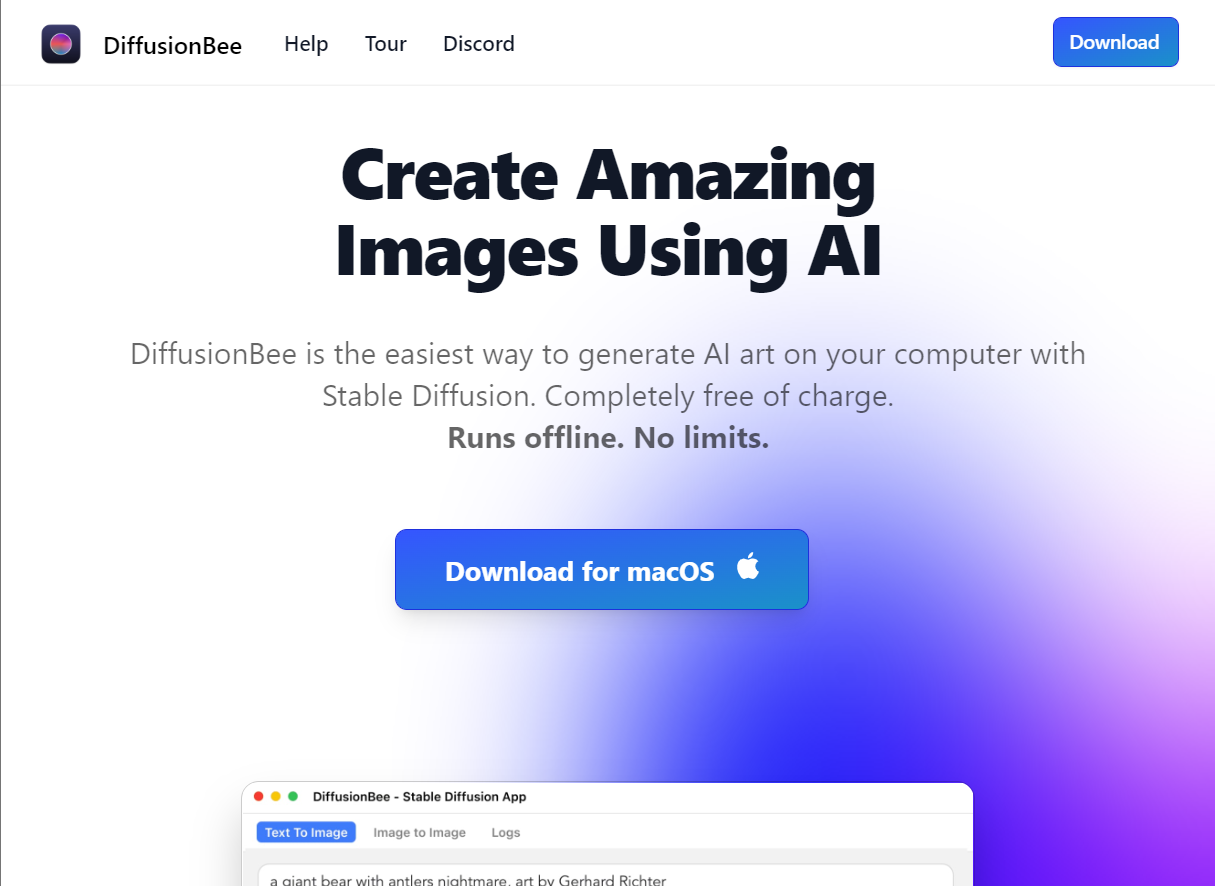 DiffusionBee
Help
Tour
Discord
Download
Create Amazing
Images Using AI
DiffusionBee is the easiest way to generate AI art on your computer with
Stable Diffusion. Completely free of charge.
Runs offline. No limits.
Download for macOS
DiffusionBee - Stable Diffusion App
Text To Image
Image to Image
Logs
a giant bear with antlers nightmare, art by Gerhard Richter